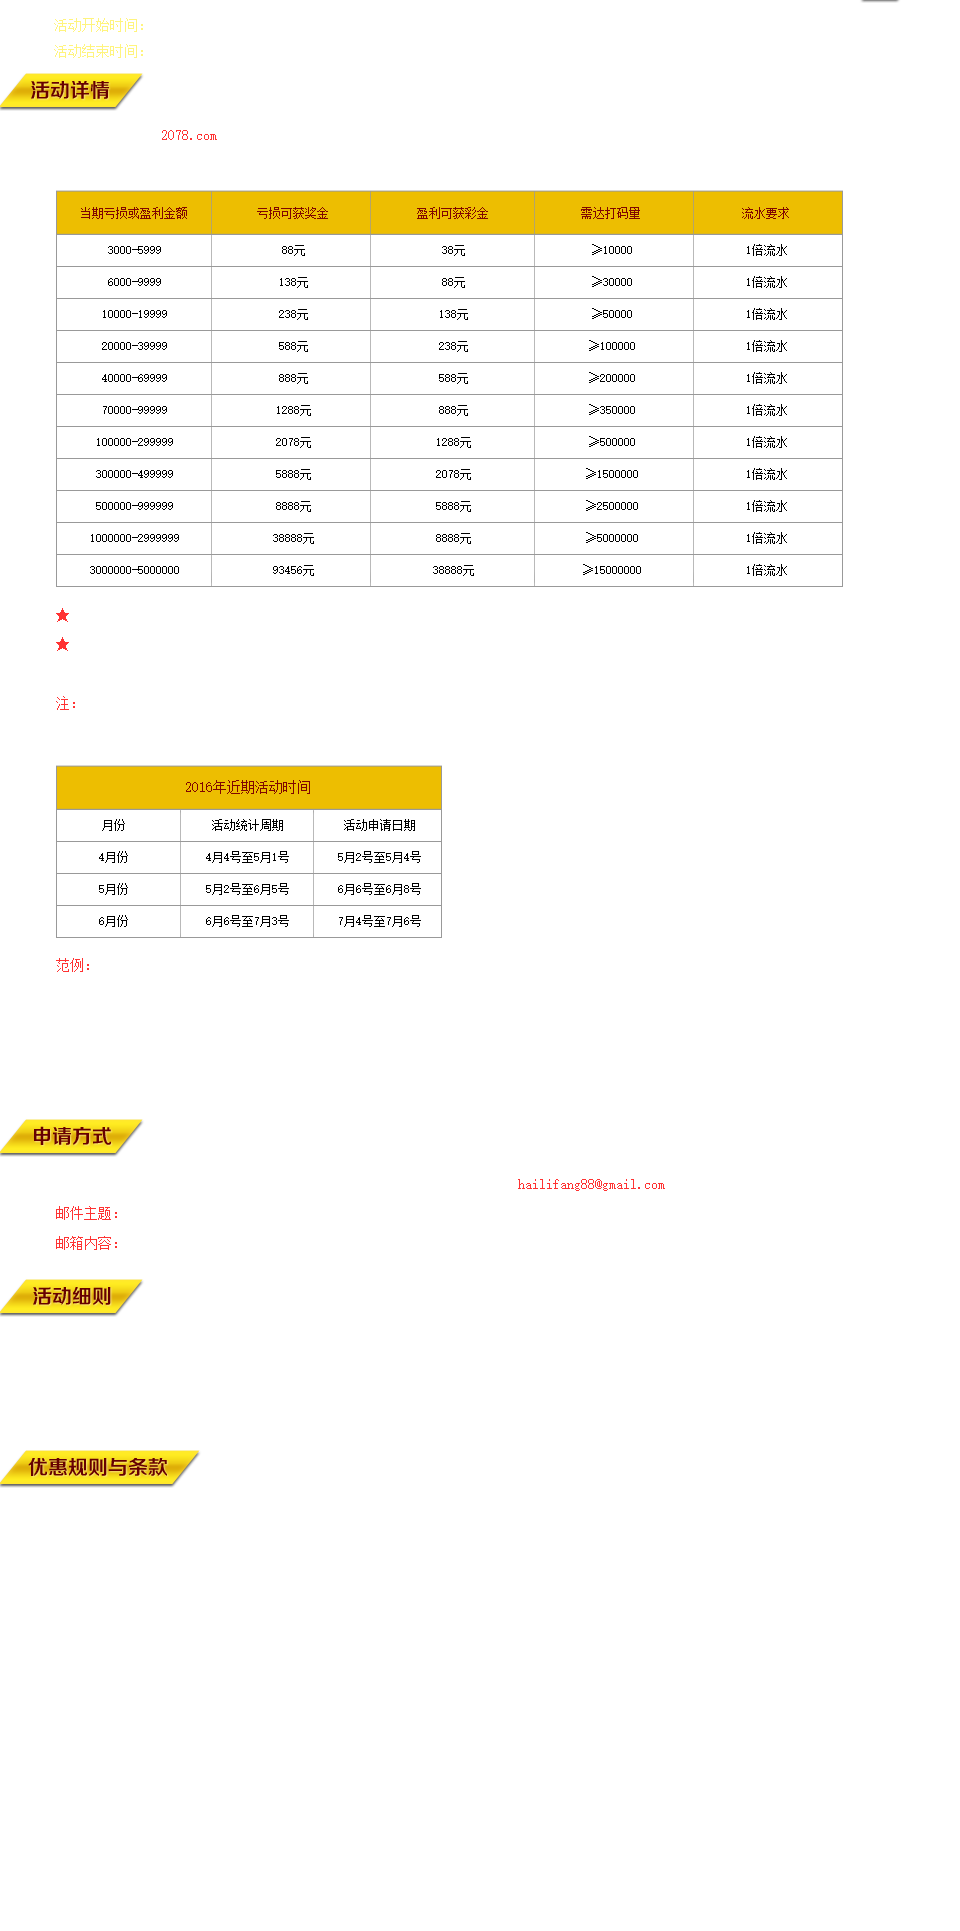 活动开始时间：
活动结束时间：
活动详情
2078.com
当期亏损或盈利金额 亏损可获奖金 盈利可获彩金 需达打码量 流水要求
3000-5999 88元 38元 ≥10000 1倍流水
6000-9999 138元 88元 ≥30000 1倍流水
10000-19999 238元 138元 ≥50000 1倍流水
20000-39999 588元 238元 ≥100000 1倍流水
40000-69999 888元 588元 ≥200000 1倍流水
70000-99999 1288元 888元 ≥350000 1倍流水
100000-299999 2078元 1288元 ≥500000 1倍流水
300000-499999 5888元 2078元 ≥1500000 1倍流水
500000-999999 8888元 5888元 ≥2500000 1倍流水
1000000-2999999 38888元 8888元 ≥5000000 1倍流水
3000000-5000000 93456元 38888元 ≥15000000 1倍流水
★
★
注：
2016年近期活动时间
月份 活动统计周期 活动申请日期
4月份 4月4号至5月1号 5月2号至5月4号
5月份 5月2号至6月5号 6月6号至6月8号
6月份 6月6号至7月3号 7月4号至7月6号
范例：
申请方式
hailifang88@gmail.com
邮件主题：
邮箱内容：
活动细则
优惠规则与条款